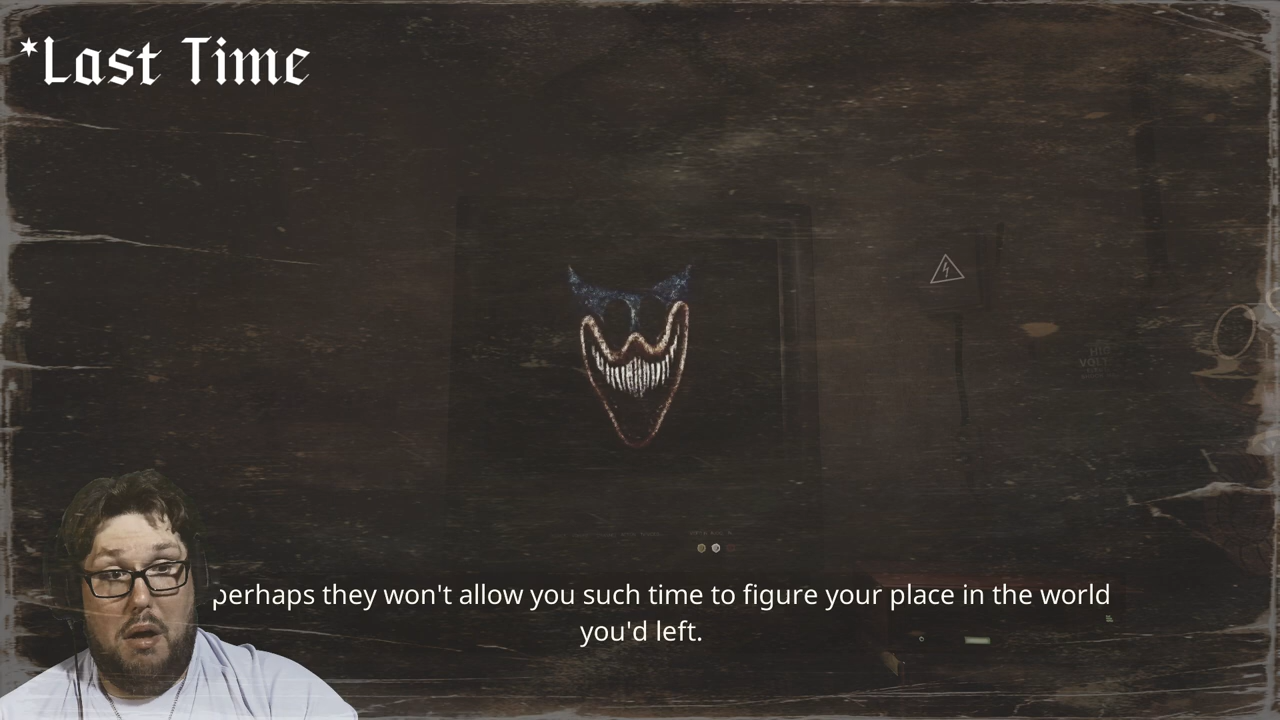 *Last Time
perhaps they won't allow you such time to figure your place in the world
you'd left.